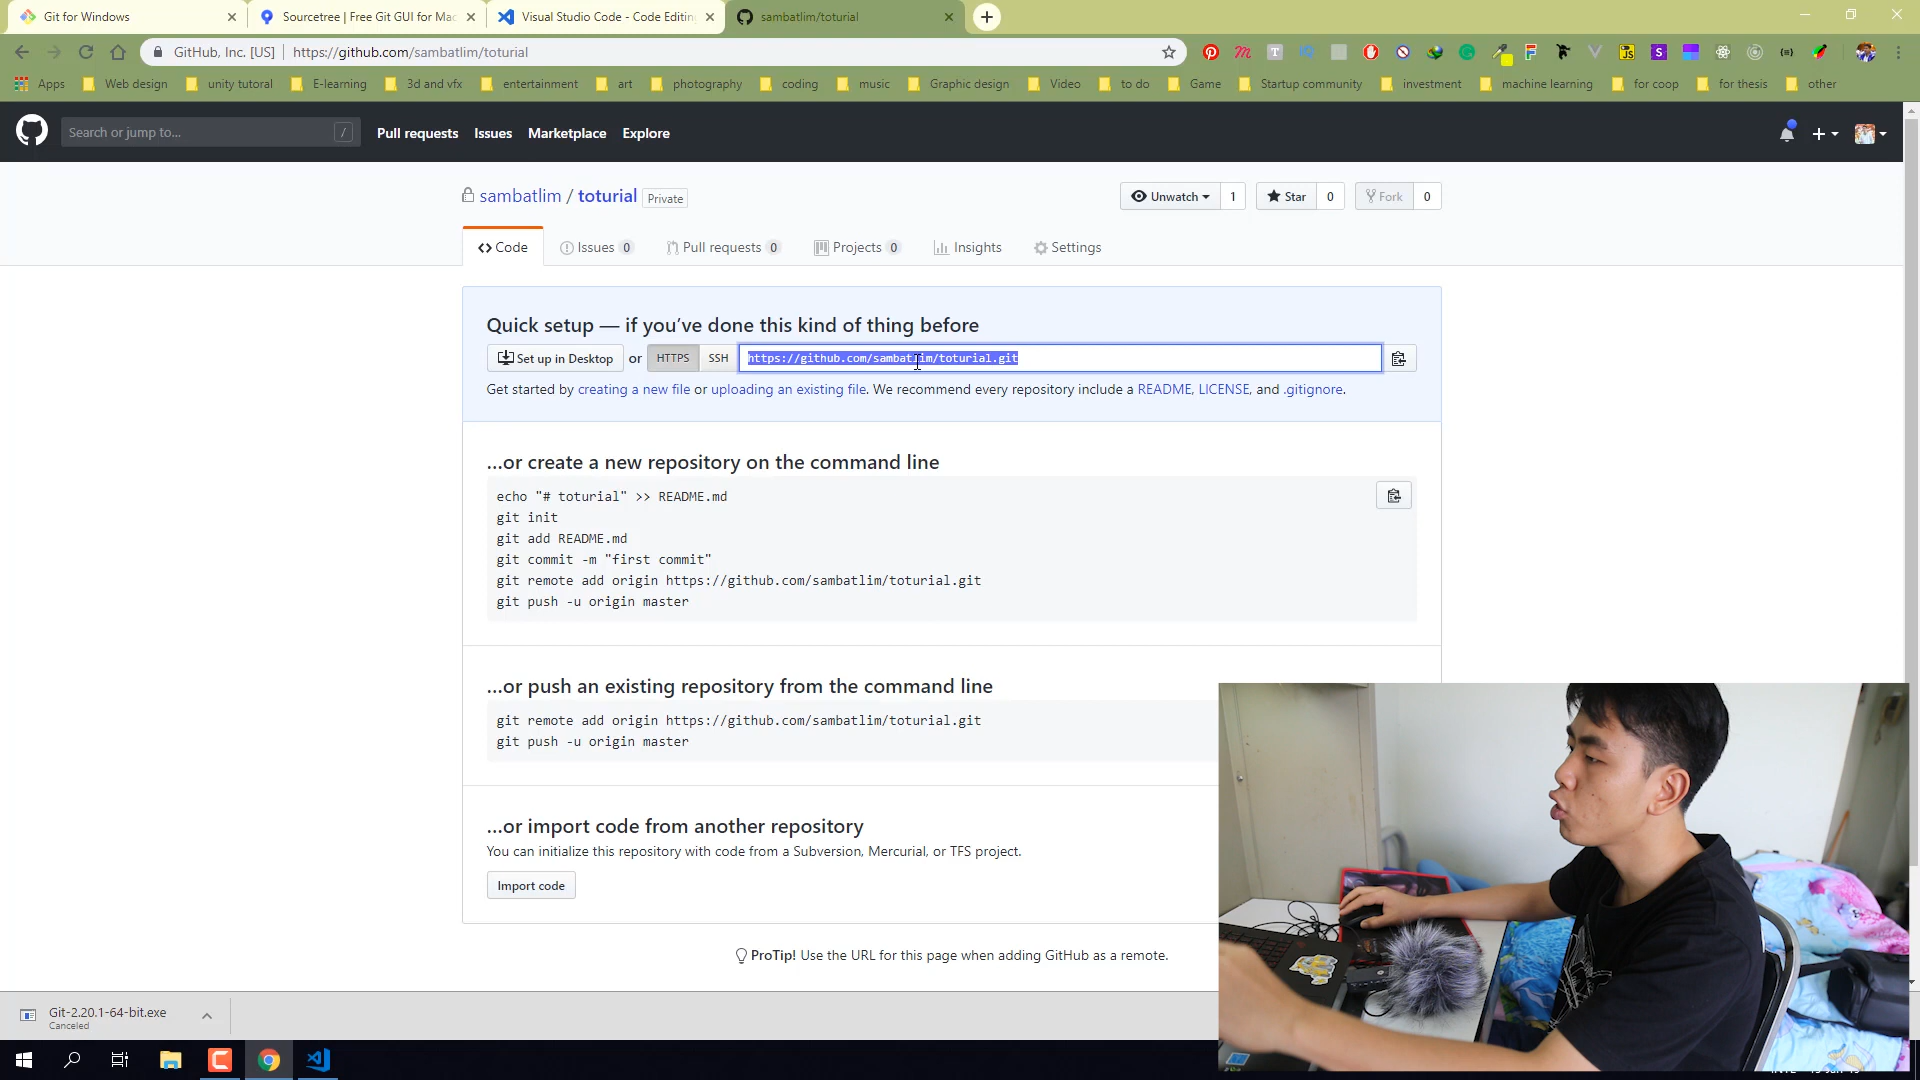 Git for Windows
Sourcetree | Free Git GUI for Mac
Visual Studio Code - Code Editin
sambatlim/toturial
GitHub, Inc. [US] | https://github.com/sambatlim/toturial
Apps Web design unity tutorial E-learning 3d and vfx entertainment art photography coding music Graphic design Video to do Game Startup community investment machine learning for coop for thesis other
Search or jump to... /
Pull requests Issues Marketplace Explore
sambatlim / toturial Private
Unwatch 1 Star 0 Fork 0
Code Issues 0 Pull requests 0 Projects 0 Insights Settings
Quick setup — if you’ve done this kind of thing before
Set up in Desktop or HTTPS SSH https://github.com/sambatlim/toturial.git
Get started by creating a new file or uploading an existing file. We recommend every repository include a README, LICENSE, and .gitignore.
…or create a new repository on the command line
echo "# toturial" >> README.md
git init
git add README.md
git commit -m "first commit"
git remote add origin https://github.com/sambatlim/toturial.git
git push -u origin master
…or push an existing repository from the command line
git remote add origin https://github.com/sambatlim/toturial.git
git push -u origin master
…or import code from another repository
You can initialize this repository with code from a Subversion, Mercurial, or TFS project.
Import code
ProTip! Use the URL for this page when adding GitHub as a remote.
Git-2.20.1-64-bit.exe
Canceled